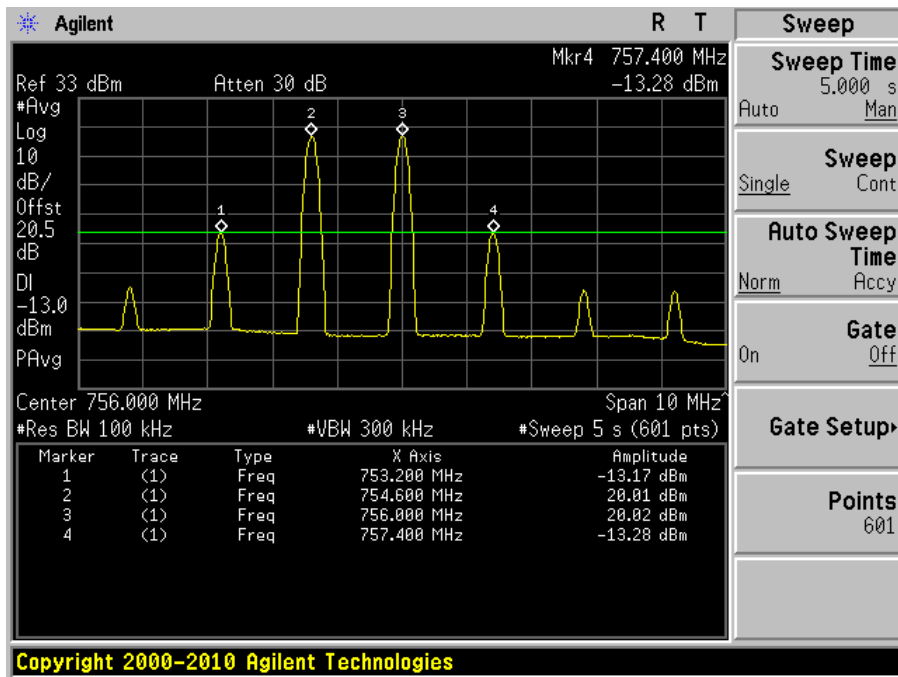 Agilent R T
Mkr4 757.400 MHz
Ref 33 dBm Atten 30 dB -13.28 dBm
#Avg
Log
10
dB/
Offst
20.5
dB
DI
-13.0
dBm
PAvg
1
2
3
4
Center 756.000 MHz Span 10 MHz^
#Res BW 100 kHz #VBW 300 kHz #Sweep 5 s (601 pts)
Marker Trace Type X Axis Amplitude
1 (1) Freq 753.200 MHz -13.17 dBm
2 (1) Freq 754.600 MHz 20.01 dBm
3 (1) Freq 756.000 MHz 20.02 dBm
4 (1) Freq 757.400 MHz -13.28 dBm
Sweep
Sweep Time
5.000 s
Auto Man
Sweep
Single Cont
Auto Sweep
Time
Norm Accy
Gate
On Off
Gate Setup▸
Points
601
Copyright 2000-2010 Agilent Technologies